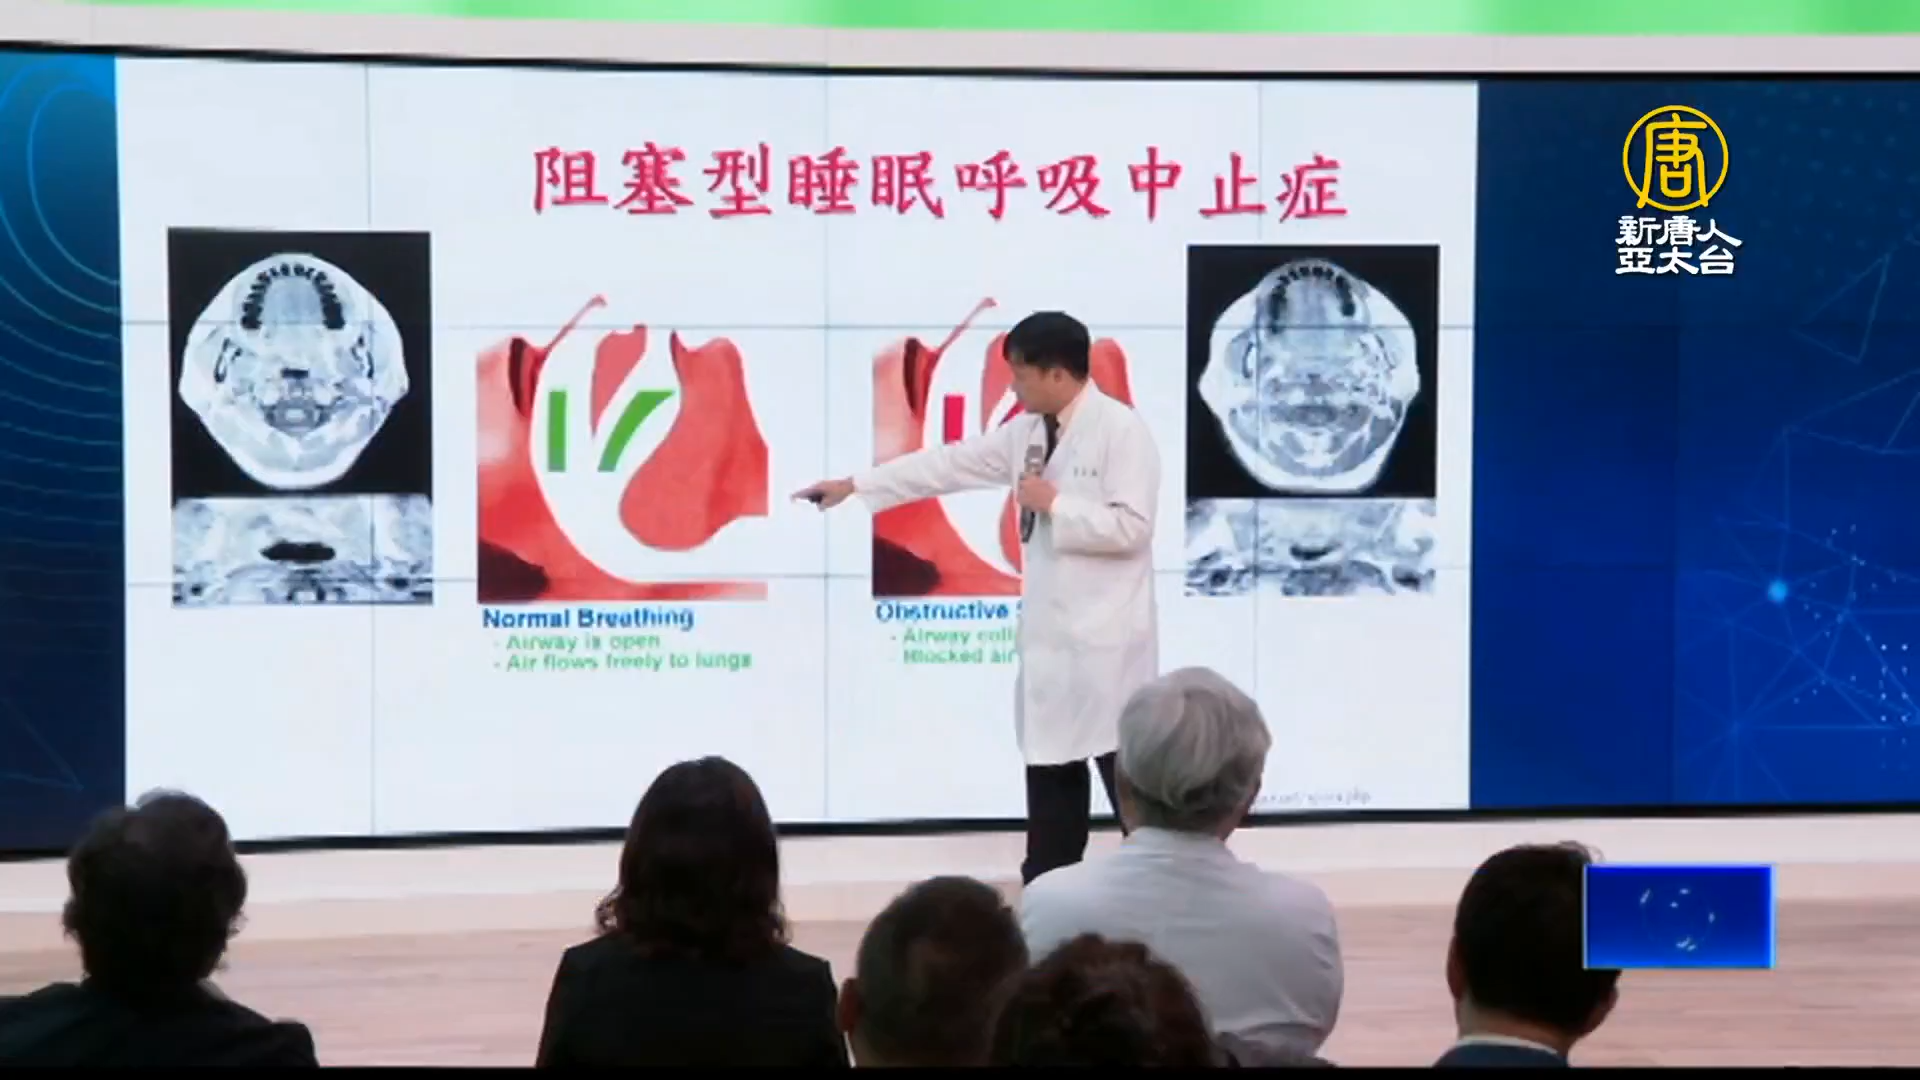 阻塞型睡眠呼吸中止症
唐
新唐人
亞太台
Normal Breathing
- Airway is open
- Air flows freely to lungs
Obstructive
- Airway
- Blocked air